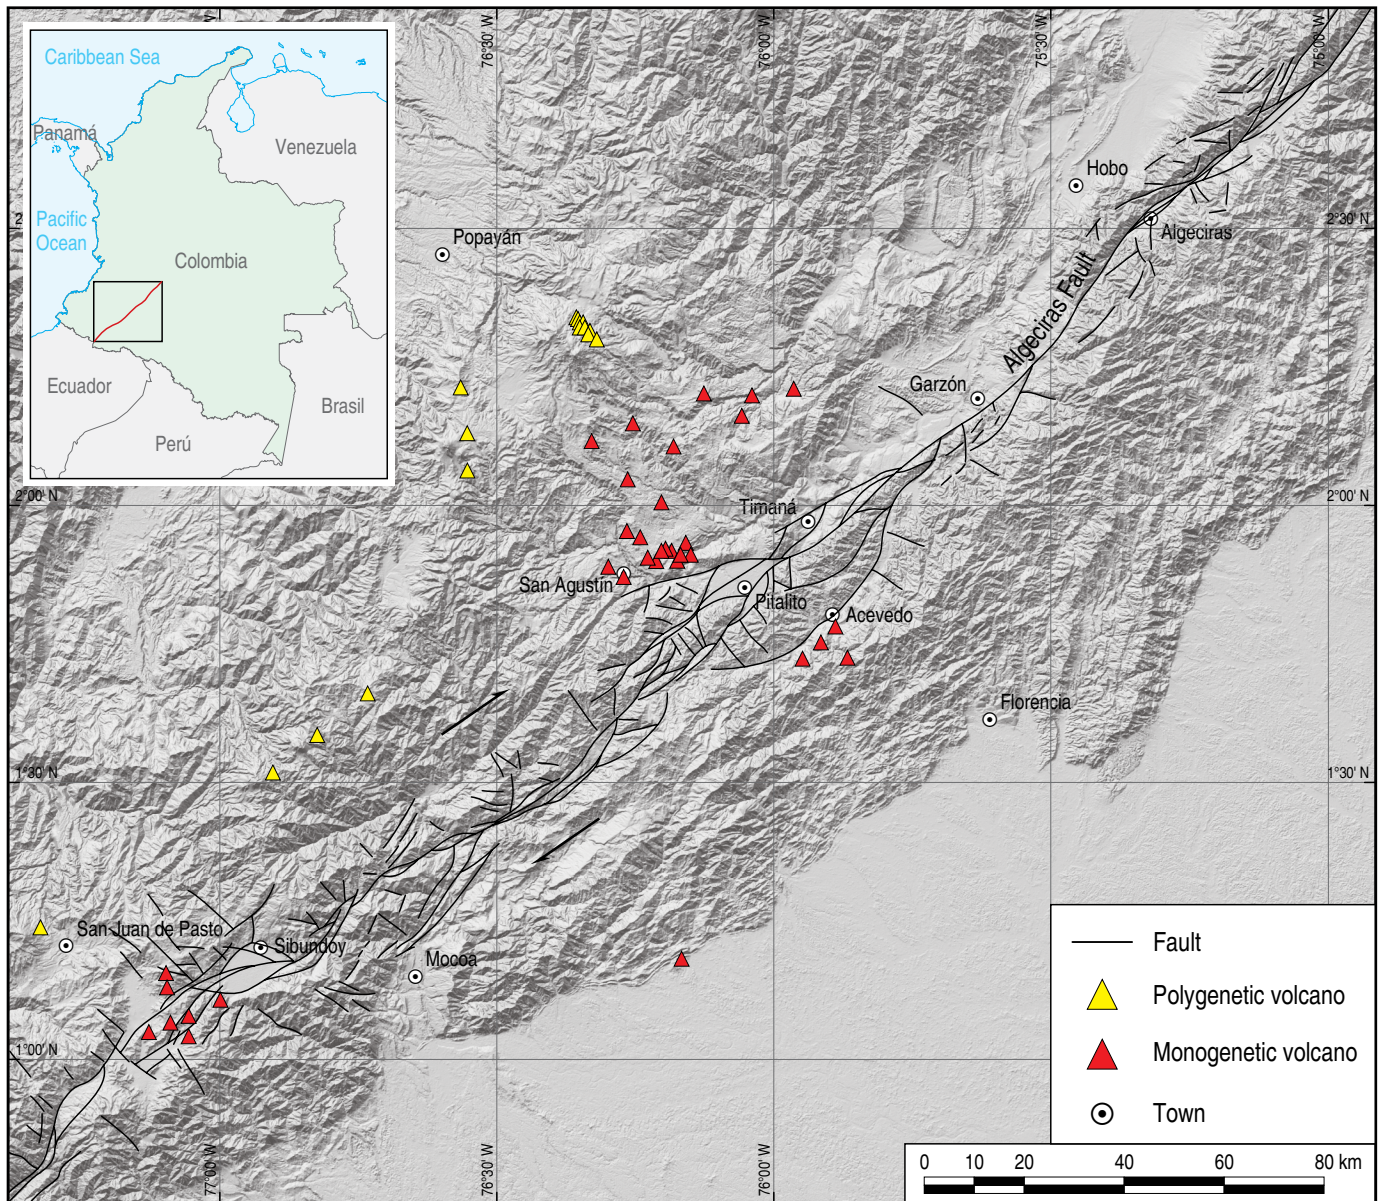 76°30' W
76°00' W
75°30' W
75°00' W
Caribbean Sea
Panamá
Venezuela
Pacific
Ocean
Colombia
Ecuador
Brasil
Perú
Hobo
2°30' N
Algeciras
Popayán
Algeciras Fault
Garzón
2°00' N
Timaná
San Agustín
Pitalito
Acevedo
Florencia
1°30' N
1°30' N
San Juan de Pasto
Sibundoy
Mocoa
1°00' N
Fault
Polygenetic volcano
Monogenetic volcano
Town
77°00' W
76°30' W
76°00' W
0 10 20 40 60 80 km